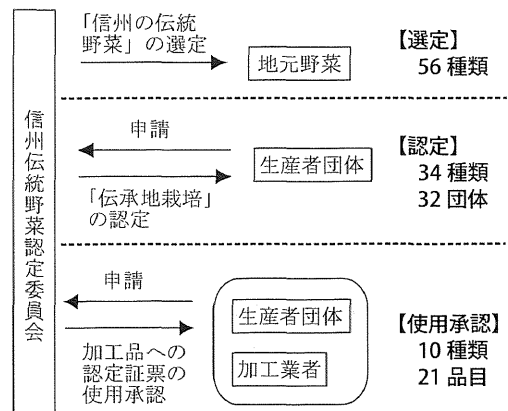 信州伝統野菜認定委員会
「信州の伝統
野菜」の選定
地元野菜
【選定】
56 種類
申請
「伝承地栽培」
の認定
生産者団体
【認定】
34 種類
32 団体
申請
加工品への
認定証票の
使用承認
生産者団体
加工業者
【使用承認】
10 種類
21 品目